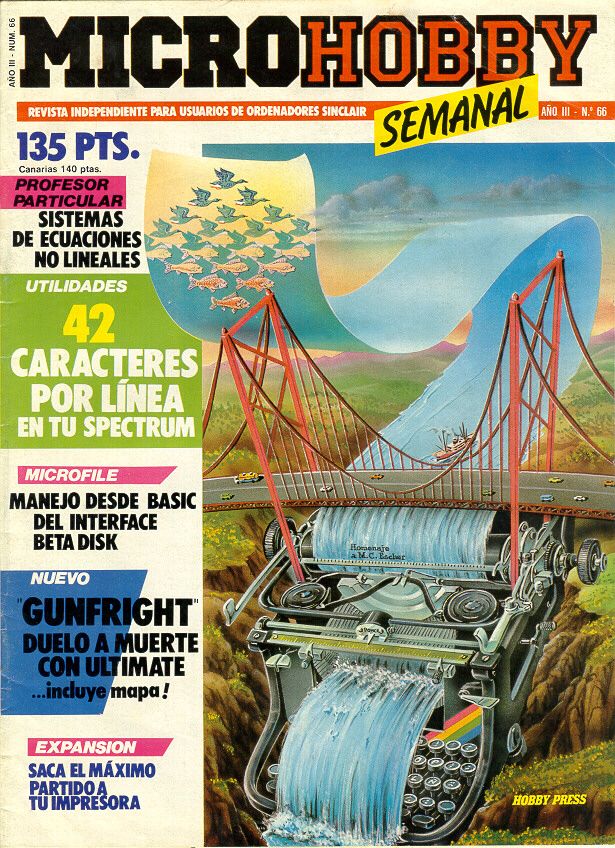 AÑO III - NUM. 66
MICROHOBBY
REVISTA INDEPENDIENTE PARA USUARIOS DE ORDENADORES SINCLAIR
SEMANAL
AÑO III - N.º 66
135 PTS.
Canarias 140 ptas.
PROFESOR
PARTICULAR
SISTEMAS
DE ECUACIONES
NO LINEALES
UTILIDADES
42
CARACTERES
POR LÍNEA
EN TU SPECTRUM
MICROFILE
MANEJO DESDE BASIC
DEL INTERFACE
BETA DISK
NUEVO
"GUNFRIGHT"
DUELO A MUERTE
CON ULTIMATE
...incluye mapa!
EXPANSION
SACA EL MÁXIMO
PARTIDO A
TU IMPRESORA
Homenaje
a M.C. Escher
HOBBY PRESS